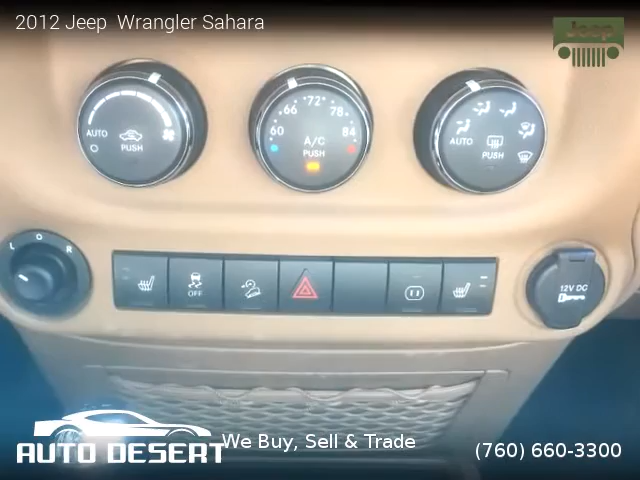 2012 Jeep Wrangler Sahara
Jeep
72°
66 78
60 84
A/C
PUSH
AUTO
PUSH
AUTO
PUSH
L O R
OFF
12V DC
We Buy, Sell & Trade
AUTO DESERT
(760) 660-3300